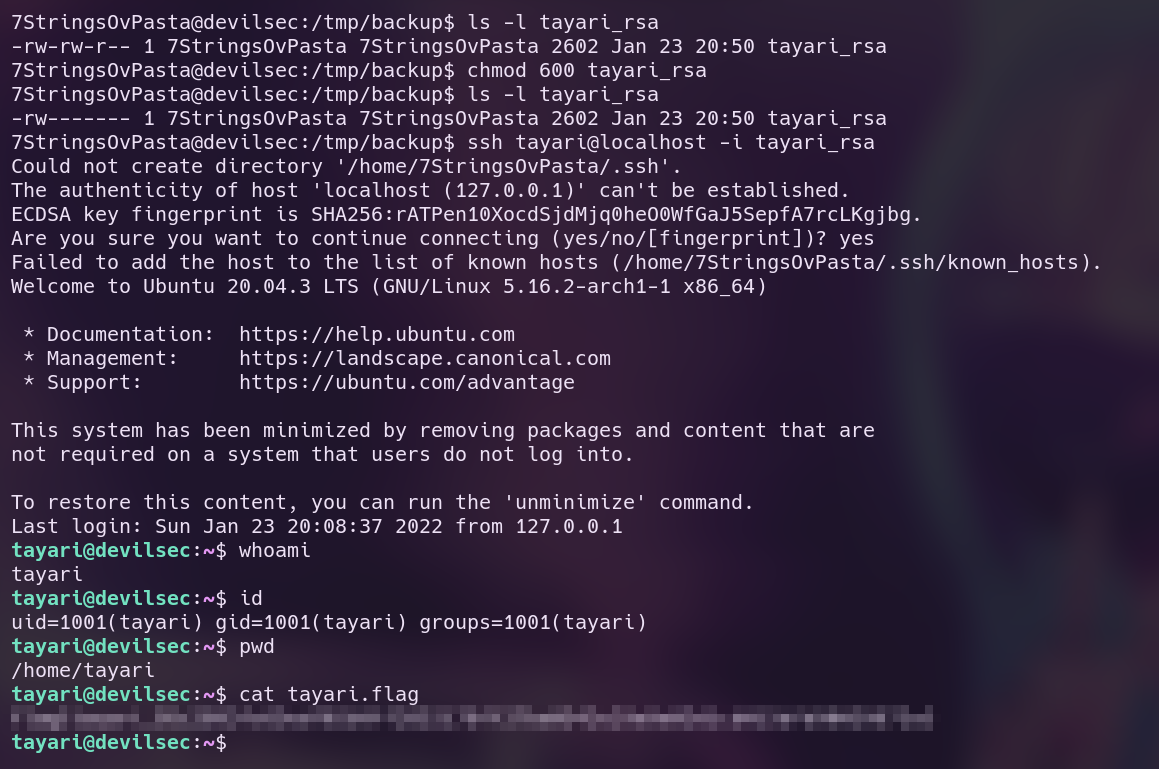 7StringsOvPasta@devilsec:/tmp/backup$ ls -l tayari_rsa
-rw-rw-r-- 1 7StringsOvPasta 7StringsOvPasta 2602 Jan 23 20:50 tayari_rsa
7StringsOvPasta@devilsec:/tmp/backup$ chmod 600 tayari_rsa
7StringsOvPasta@devilsec:/tmp/backup$ ls -l tayari_rsa
-rw------- 1 7StringsOvPasta 7StringsOvPasta 2602 Jan 23 20:50 tayari_rsa
7StringsOvPasta@devilsec:/tmp/backup$ ssh tayari@localhost -i tayari_rsa
Could not create directory '/home/7StringsOvPasta/.ssh'.
The authenticity of host 'localhost (127.0.0.1)' can't be established.
ECDSA key fingerprint is SHA256:rATPen10XocdSjdMjq0heO0WfGaJ5SepfA7rcLKgjbg.
Are you sure you want to continue connecting (yes/no/[fingerprint])? yes
Failed to add the host to the list of known hosts (/home/7StringsOvPasta/.ssh/known_hosts).
Welcome to Ubuntu 20.04.3 LTS (GNU/Linux 5.16.2-arch1-1 x86_64)

 * Documentation:  https://help.ubuntu.com
 * Management:     https://landscape.canonical.com
 * Support:        https://ubuntu.com/advantage

This system has been minimized by removing packages and content that are
not required on a system that users do not log into.

To restore this content, you can run the 'unminimize' command.
Last login: Sun Jan 23 20:08:37 2022 from 127.0.0.1
tayari@devilsec:~$ whoami
tayari
tayari@devilsec:~$ id
uid=1001(tayari) gid=1001(tayari) groups=1001(tayari)
tayari@devilsec:~$ pwd
/home/tayari
tayari@devilsec:~$ cat tayari.flag
tayari@devilsec:~$